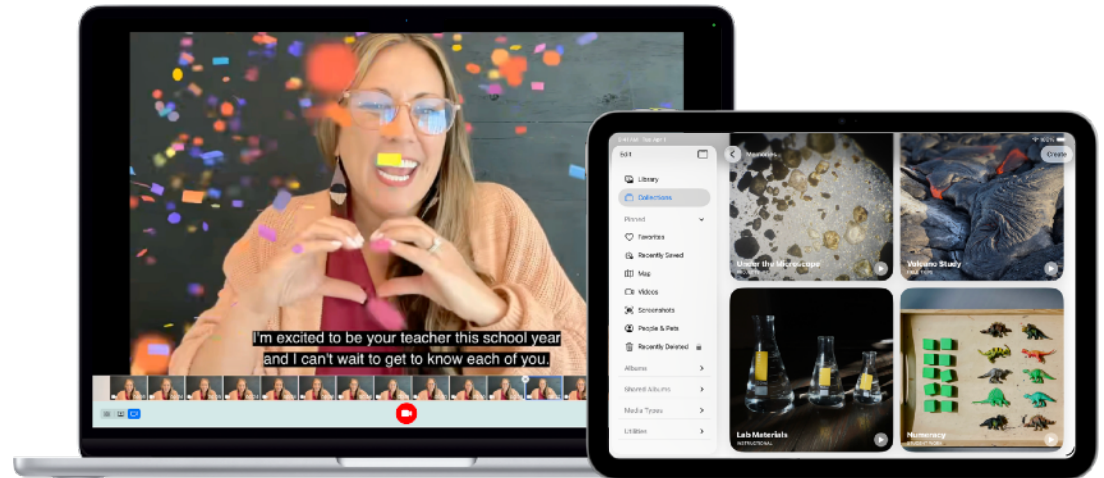 I'm excited to be your teacher this school year
and I can't wait to get to know each of you.
Edit
Library
Collections
Pinned
Favorites
Recently Saved
Map
Videos
Screenshots
People & Pets
Recently Deleted
Albums
Shared Albums
Media Types
Utilities
Memories
Create
100%
Under the Microscope
Volcano Study
Lab Materials
INSTRUCTIONAL
Numeracy